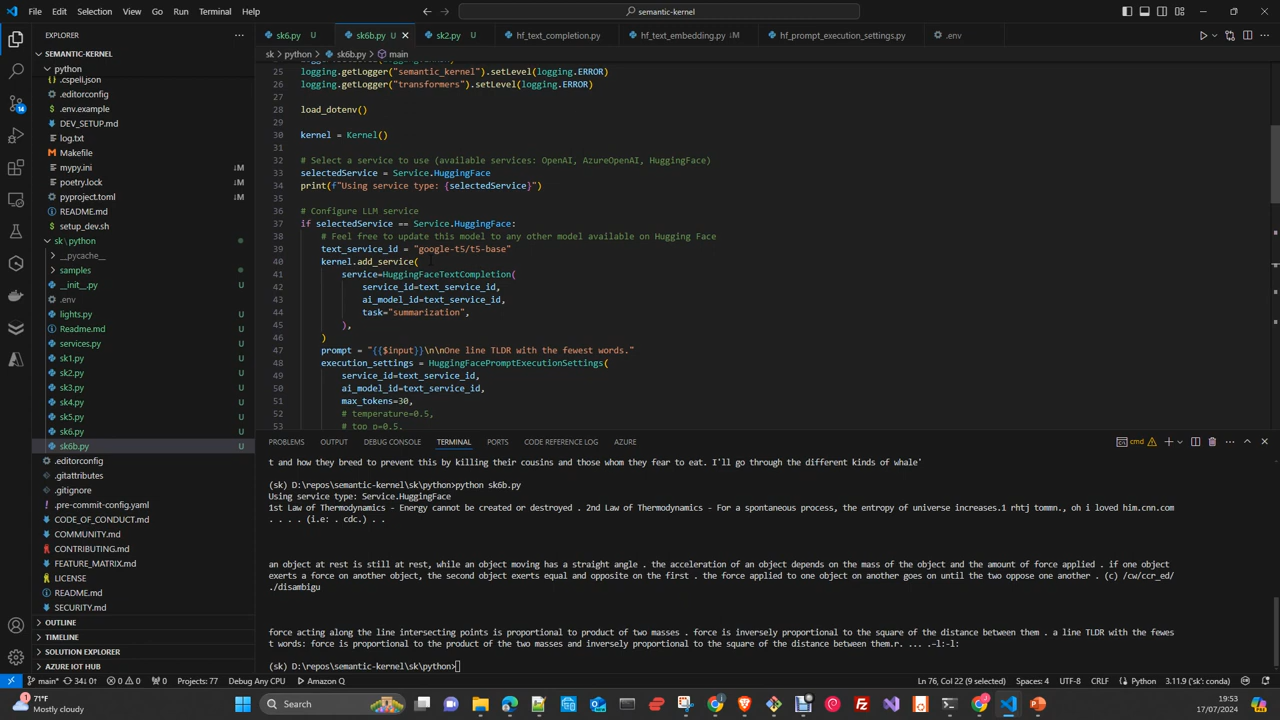 File Edit Selection View Go Run Terminal Help
semantic-kernel
EXPLORER
SEMANTIC-KERNEL
python
.cspell.json
.editorconfig
.env.example
DEV_SETUP.md
log.txt
Makefile
mypy.ini ↓M
poetry.lock ↓M
pyproject.toml ↓M
README.md
setup_dev.sh
sk \ python
__pycache__
samples
__init__.py U
.env
lights.py U
Readme.md U
services.py U
sk1.py U
sk2.py U
sk3.py U
sk4.py U
sk5.py U
sk6.py U
sk6b.py U
.editorconfig
.gitattributes
.gitignore
.pre-commit-config.yaml
CODE_OF_CONDUCT.md
COMMUNITY.md
CONTRIBUTING.md
FEATURE_MATRIX.md
LICENSE
README.md
SECURITY.md
OUTLINE
TIMELINE
SOLUTION EXPLORER
AZURE IOT HUB
14
sk6.py U sk6b.py U sk2.py U hf_text_completion.py hf_text_embedding.py ↓M hf_prompt_execution_settings.py .env
sk > python > sk6b.py > main
25 logging.getLogger("semantic_kernel").setLevel(logging.ERROR)
26 logging.getLogger("transformers").setLevel(logging.ERROR)
27
28 load_dotenv()
29
30 kernel = Kernel()
31
32 # Select a service to use (available services: OpenAI, AzureOpenAI, HuggingFace)
33 selectedService = Service.HuggingFace
34 print(f"Using service type: {selectedService}")
35
36 # Configure LLM service
37 if selectedService == Service.HuggingFace:
38 # Feel free to update this model to any other model available on Hugging Face
39 text_service_id = "google-t5/t5-base"
40 kernel.add_service(
41 service=HuggingFaceTextCompletion(
42 service_id=text_service_id,
43 ai_model_id=text_service_id,
44 task="summarization",
45 ),
46 )
47 prompt = "{{$input}}\n\nOne line TLDR with the fewest words."
48 execution_settings = HuggingFacePromptExecutionSettings(
49 service_id=text_service_id,
50 ai_model_id=text_service_id,
51 max_tokens=30,
52 # temperature=0.5,
53 # top_p=0.5,
PROBLEMS OUTPUT DEBUG CONSOLE TERMINAL PORTS CODE REFERENCE LOG AZURE
cmd
t and how they breed to prevent this by killing their cousins and those whom they fear to eat. I'll go through the different kinds of whale'
(sk) D:\repos\semantic-kernel\sk\python>python sk6b.py
Using service type: Service.HuggingFace
1st Law of Thermodynamics - Energy cannot be created or destroyed . 2nd Law of Thermodynamics - For a spontaneous process, the entropy of universe increases.1 rhtj tommn., oh i loved him.cnn.com
. . . . (i.e: . cdc.) . .
an object at rest is still at rest, while an object moving has a straight angle . the acceleration of an object depends on the mass of the object and the amount of force applied . if one object
exerts a force on another object, the second object exerts equal and opposite on the first . the force applied to one object on another goes on until the two oppose one another . (c) /cw/ccr_ed/
./disambigu
force acting along the line intersecting points is proportional to product of two masses . force is inversely proportional to the square of the distance between them . a line TLDR with the fewes
t words: force is proportional to the product of the two masses and inversely proportional to the square of the distance between them.r. ... .-l:-l:
(sk) D:\repos\semantic-kernel\sk\python>
main* 34↓ 0↑ 0 0 0 Projects: 77 Debug Any CPU Amazon Q Ln 76, Col 22 (9 selected) Spaces: 4 UTF-8 CRLF Python 3.11.9 ('sk': conda)
71°F
Mostly cloudy
Search
19:53
17/07/2024